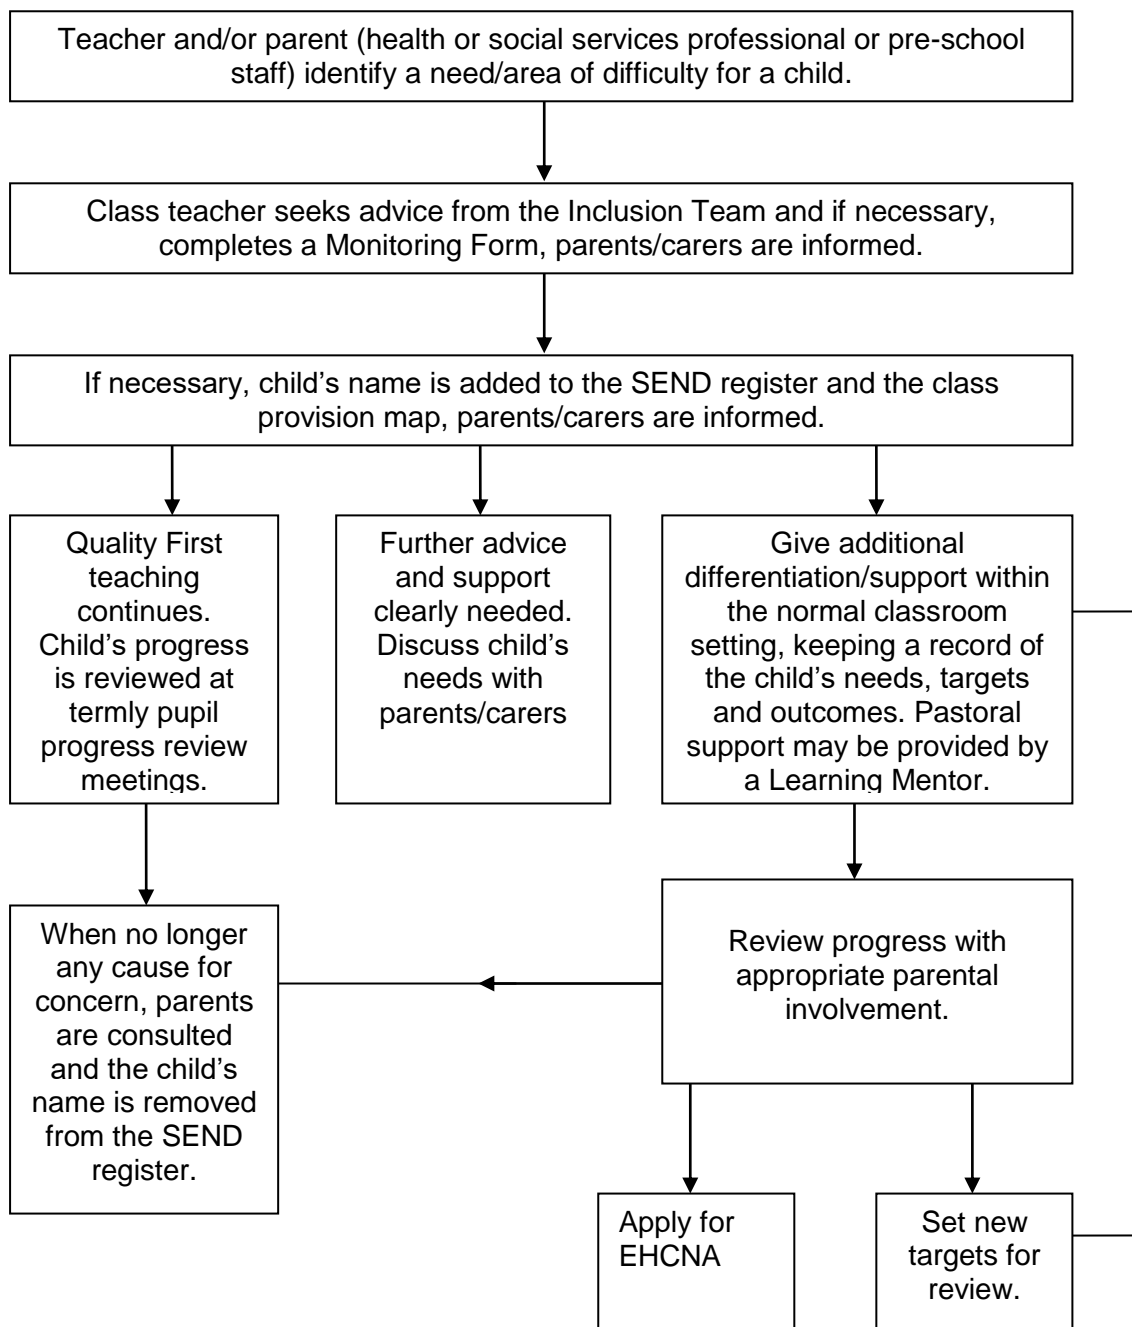 Teacher and/or parent (health or social services professional or pre-school
staff) identify a need/area of difficulty for a child.
Class teacher seeks advice from the Inclusion Team and if necessary,
completes a Monitoring Form, parents/carers are informed.
If necessary, child’s name is added to the SEND register and the class
provision map, parents/carers are informed.
Quality First
teaching
continues.
Child’s progress
is reviewed at
termly pupil
progress review
meetings.
Further advice
and support
clearly needed.
Discuss child’s
needs with
parents/carers
Give additional
differentiation/support within
the normal classroom
setting, keeping a record of
the child’s needs, targets
and outcomes. Pastoral
support may be provided by
a Learning Mentor.
When no longer
any cause for
concern, parents
are consulted
and the child’s
name is removed
from the SEND
register.
Review progress with
appropriate parental
involvement.
Apply for
EHCNA
Set new
targets for
review.